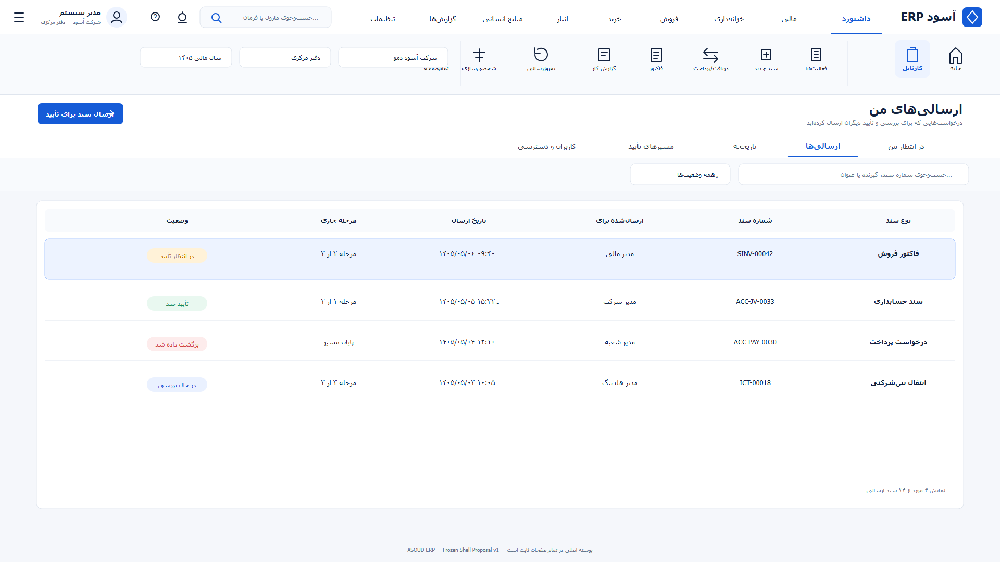 آسود ERP
داشبورد
مالی
خزانه‌داری
فروش
خرید
انبار
منابع انسانی
گزارش‌ها
تنظیمات
جست‌وجوی ماژول یا فرمان...
?
مدیر سیستم
شرکت آسود — دفتر مرکزی
خانه
کارتابل
فعالیت‌ها
سند جدید
دریافت/پرداخت
فاکتور
گزارش کار
به‌روزرسانی
شخصی‌سازی
تمام‌صفحه
شرکت آسود دمو
دفتر مرکزی
سال مالی ۱۴۰۵
ارسالی‌های من
درخواست‌هایی که برای بررسی و تأیید دیگران ارسال کرده‌اید
ارسال سند برای تأیید
در انتظار من
ارسالی‌ها
تاریخچه
مسیرهای تأیید
کاربران و دسترسی
جست‌وجوی شماره سند، گیرنده یا عنوان...
همه وضعیت‌ها
نوع سند شماره سند ارسال‌شده برای تاریخ ارسال مرحله جاری وضعیت
فاکتور فروش SINV-00042 مدیر مالی ۱۴۰۵/۰۵/۰۶ ۰۹:۴۰ ـ مرحله ۲ از ۳ در انتظار تأیید
سند حسابداری ACC-JV-0033 مدیر شرکت ۱۴۰۵/۰۵/۰۵ ۱۵:۲۲ ـ مرحله ۱ از ۲ تأیید شد
درخواست پرداخت ACC-PAY-0030 مدیر شعبه ۱۴۰۵/۰۵/۰۴ ۱۲:۱۰ ـ پایان مسیر برگشت داده شد
انتقال بین‌شرکتی ICT-00018 مدیر هلدینگ ۱۴۰۵/۰۵/۰۳ ۱۰:۰۵ ـ مرحله ۳ از ۳ در حال بررسی
نمایش ۴ مورد از ۲۴ سند ارسالی
ASOUD ERP — Frozen Shell Proposal v1 — پوسته اصلی در تمام صفحات ثابت است